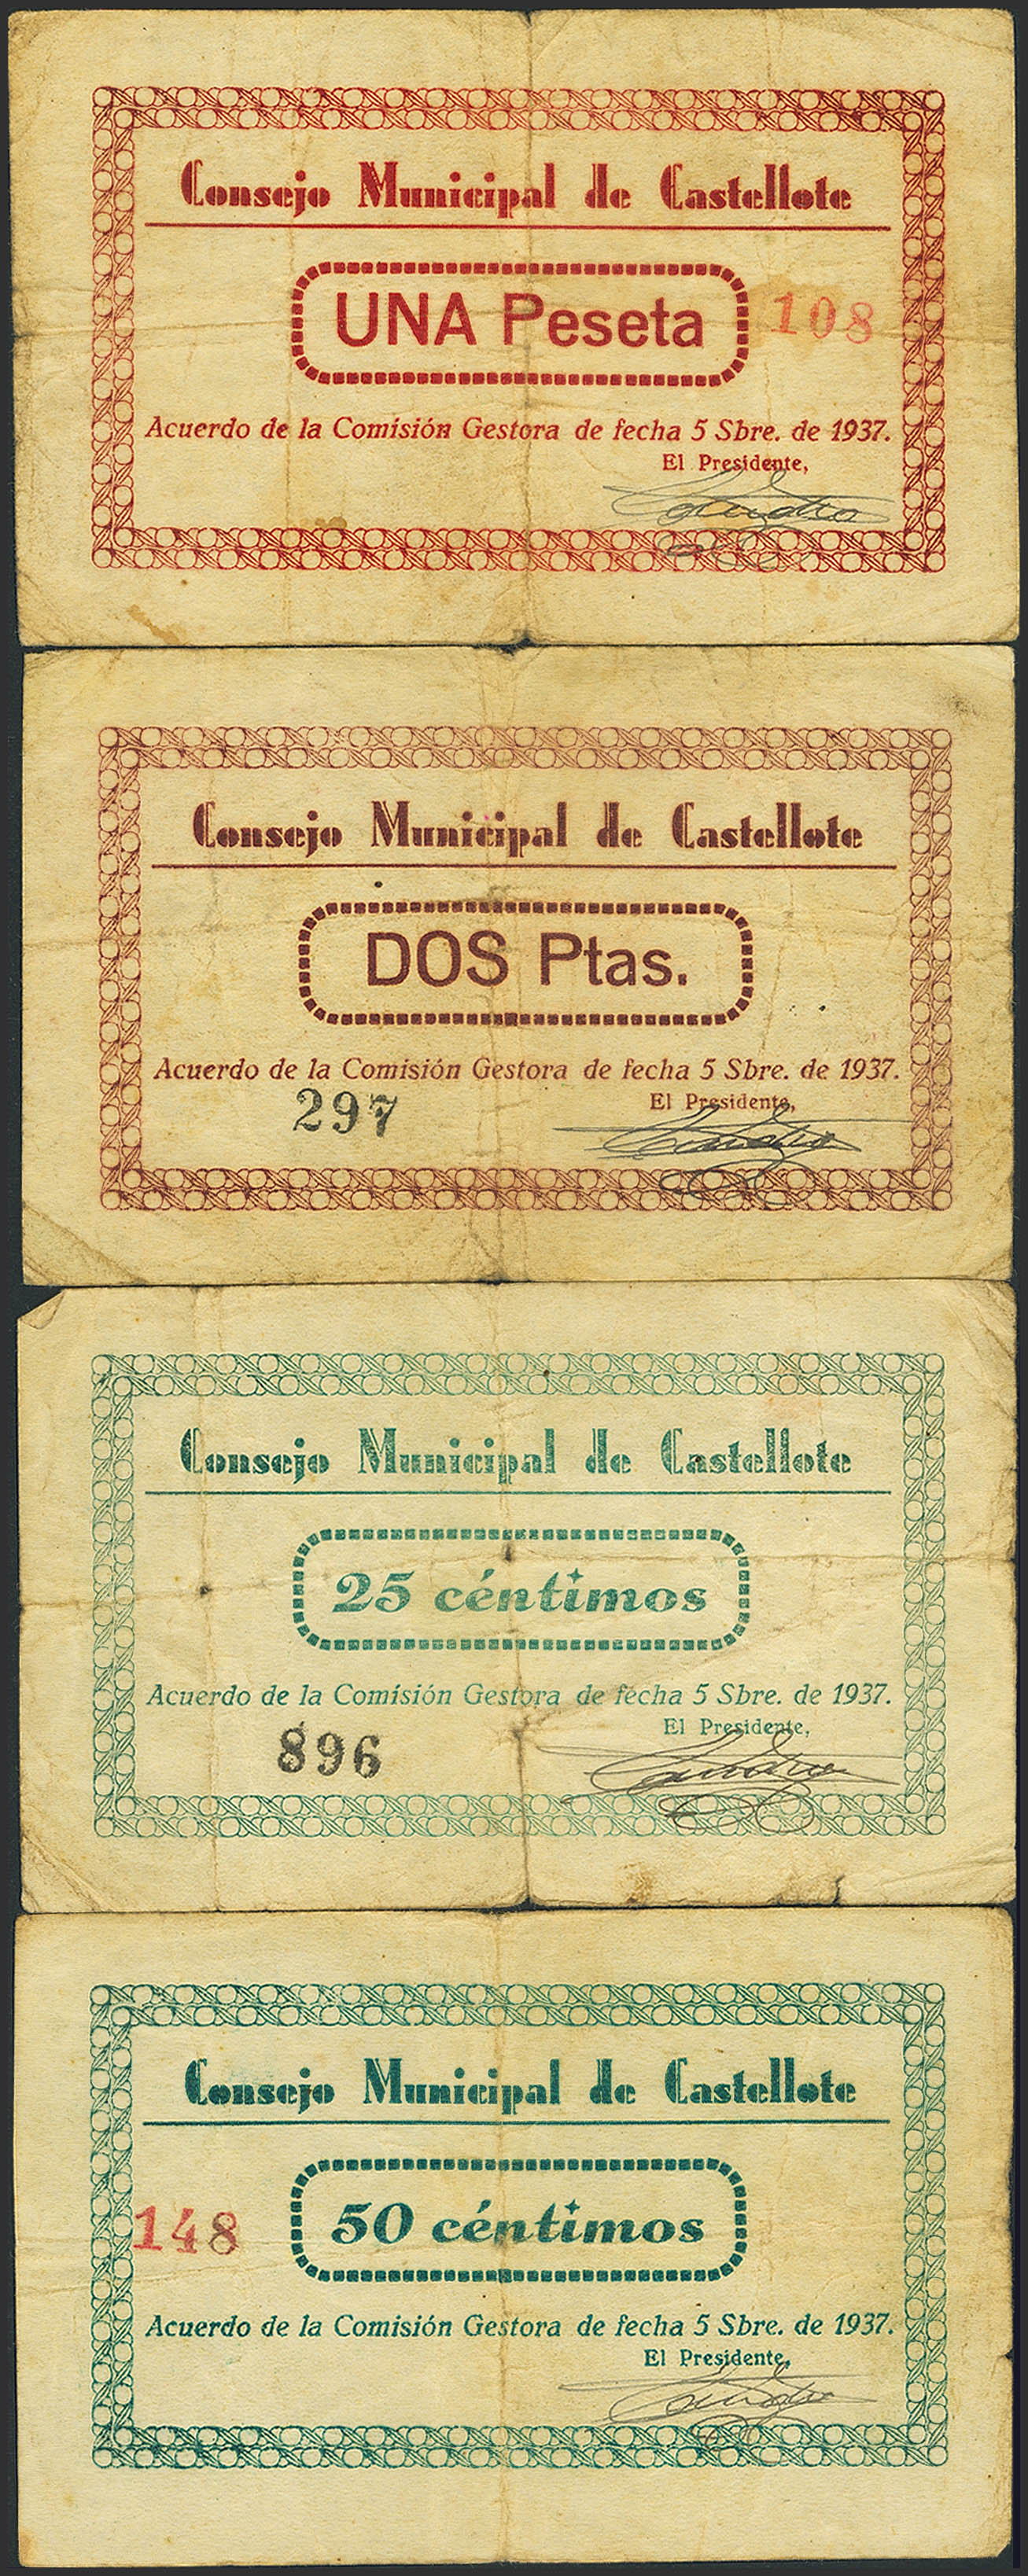 Consejo Municipal de Castellote
UNA Peseta
108
Acuerdo de la Comisión Gestora de fecha 5 Sbre. de 1937.
El Presidente,
Consejo Municipal de Castellote
DOS Ptas.
Acuerdo de la Comisión Gestora de fecha 5 Sbre. de 1937.
297
El Presidente,
Consejo Municipal de Castellote
25 céntimos
Acuerdo de la Comisión Gestora de fecha 5 Sbre. de 1937.
896
El Presidente,
Consejo Municipal de Castellote
148
50 céntimos
Acuerdo de la Comisión Gestora de fecha 5 Sbre. de 1937.
El Presidente,